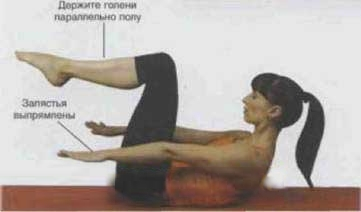 Держите голени
параллельно полу
Запястья
выпрямлены